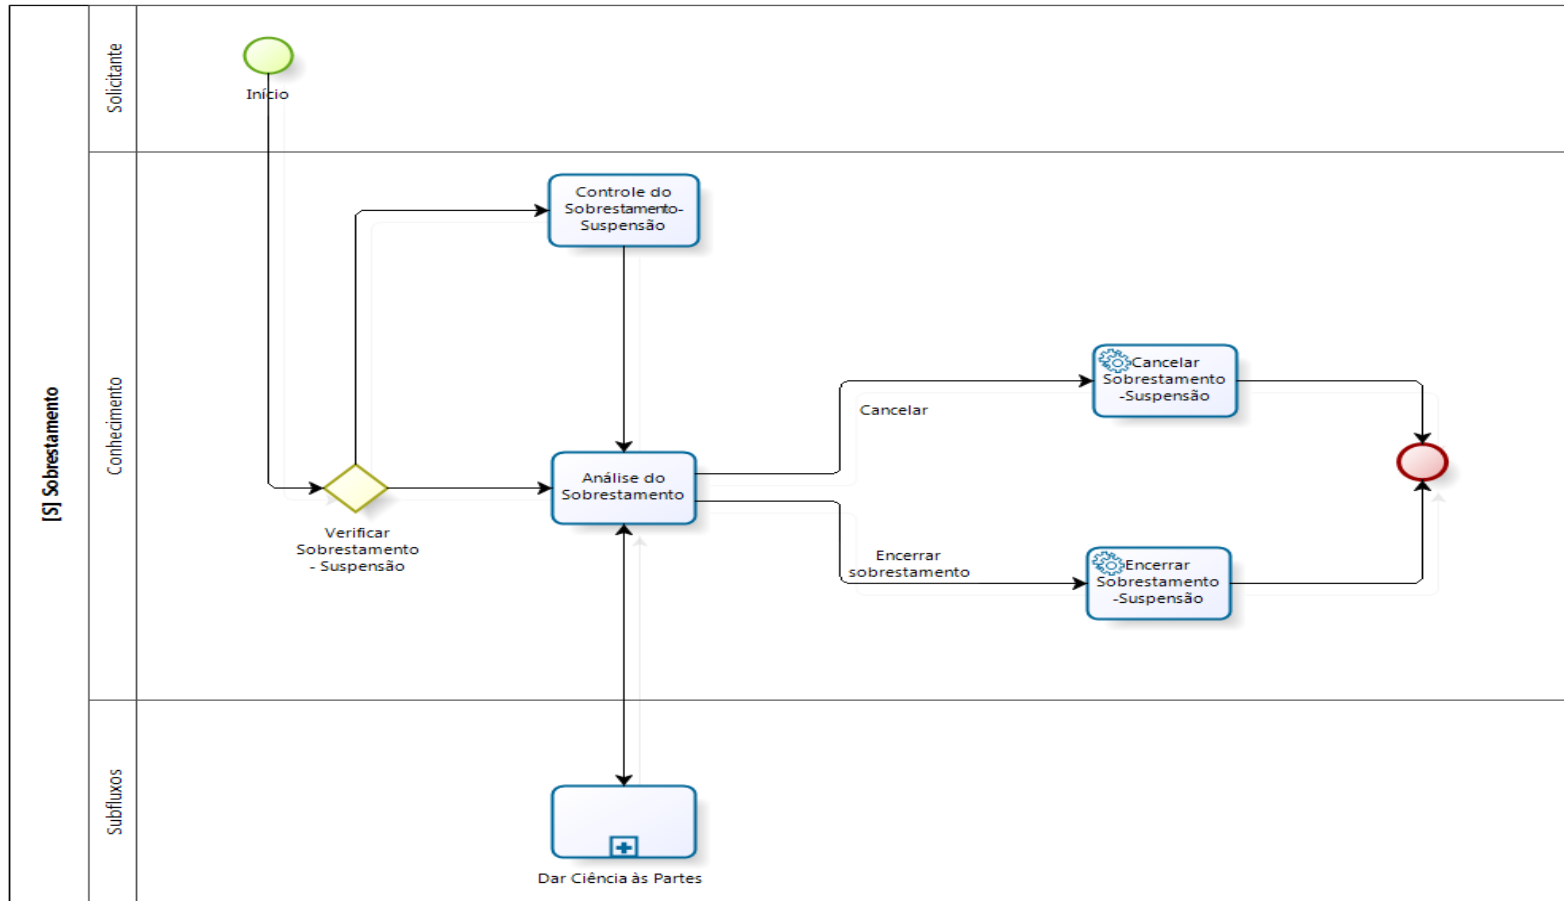 [S] Sobrestamento
Solicitante
Início
Conhecimento
Controle do
Sobrestamento-
Suspensão
Cancelar
Sobrestamento
-Suspensão
Cancelar
Análise do
Sobrestamento
Verificar
Sobrestamento
- Suspensão
Encerrar
sobrestamento
Encerrar
Sobrestamento
-Suspensão
Subfluxos
Dar Ciência às Partes